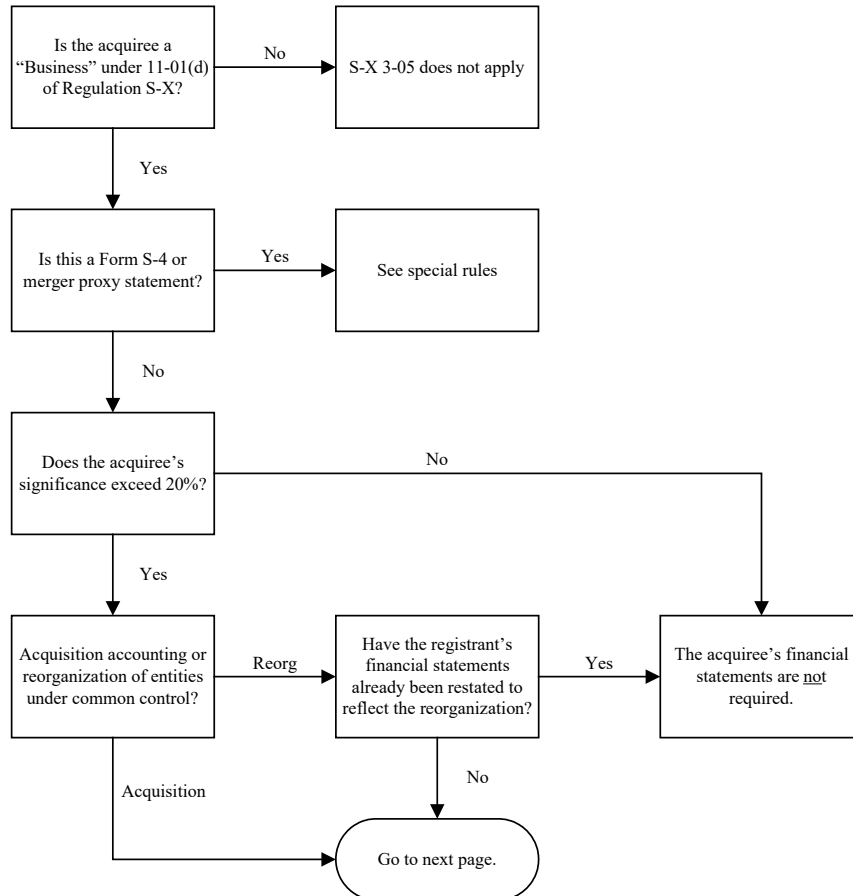 Is the acquiree a
“Business” under 11-01(d)
of Regulation S-X?
No
S-X 3-05 does not apply
Yes
Is this a Form S-4 or
merger proxy statement?
Yes
See special rules
No
Does the acquiree’s
significance exceed 20%?
No
Yes
Acquisition accounting or
reorganization of entities
under common control?
Reorg
Have the registrant’s
financial statements
already been restated to
reflect the reorganization?
Yes
The acquiree’s financial
statements are not
required.
Acquisition
No
Go to next page.